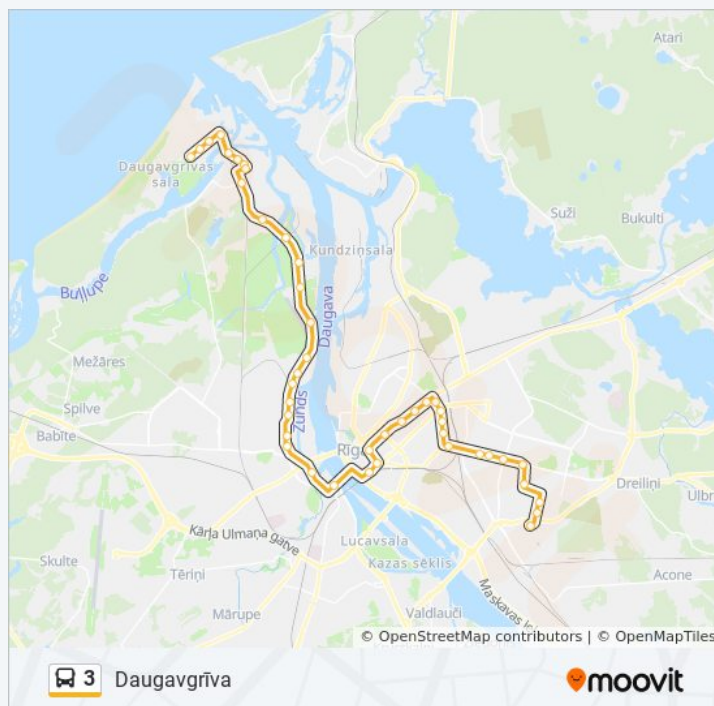 Atari
Daugavgrīvas
sala
Suži
Bukulti
Kundziņsala
Buļļupe
Daugava
Mežāres
Spilve
Zunds
Babīte
Rīga
Dreiliņi
Ulbr
Kārļa Ulmaņa gatve
Lucavsala
Skulte
Kazas sēklis
Tēriņi
Acone
Maskavas
Mārupe
Valdlauči
© OpenStreetMap contributors | © OpenMapTiles
3 Daugavgrīva
moovit